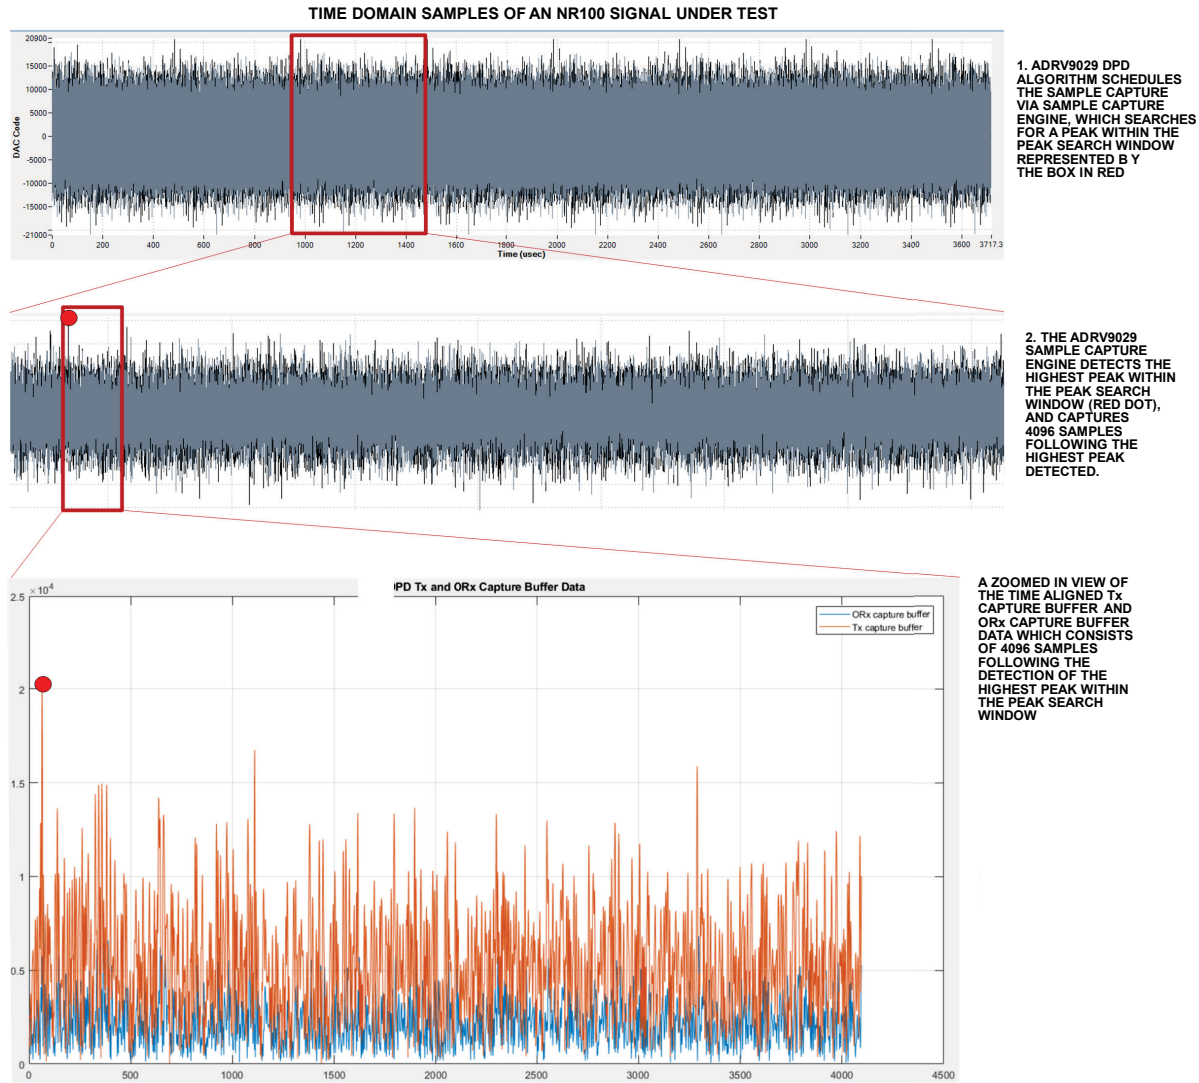 TIME DOMAIN SAMPLES OF AN NR100 SIGNAL UNDER TEST
20900
15000
10000
5000
0
-5000
-10000
-15000
-21000
DAC Code
0 200 400 600 800 1000 1200 1400 1600 1800 2000 2200 2400 2600 2800 3000 3200 3400 3600 3717.3
Time (usec)
1. ADRV9029 DPD
ALGORITHM SCHEDULES
THE SAMPLE CAPTURE
VIA SAMPLE CAPTURE
ENGINE, WHICH SEARCHES
FOR A PEAK WITHIN THE
PEAK SEARCH WINDOW
REPRESENTED B Y
THE BOX IN RED
2. THE ADRV9029
SAMPLE CAPTURE
ENGINE DETECTS THE
HIGHEST PEAK WITHIN
THE PEAK SEARCH
WINDOW (RED DOT),
AND CAPTURES
4096 SAMPLES
FOLLOWING THE
HIGHEST PEAK
DETECTED.
PD Tx and ORx Capture Buffer Data
× 10⁴
2.5
2
1.5
1
0.5
0
ORx capture buffer
Tx capture buffer
0 500 1000 1500 2000 2500 3000 3500 4000 4500
A ZOOMED IN VIEW OF
THE TIME ALIGNED Tx
CAPTURE BUFFER AND
ORx CAPTURE BUFFER
DATA WHICH CONSISTS
OF 4096 SAMPLES
FOLLOWING THE
DETECTION OF THE
HIGHEST PEAK WITHIN
THE PEAK SEARCH
WINDOW